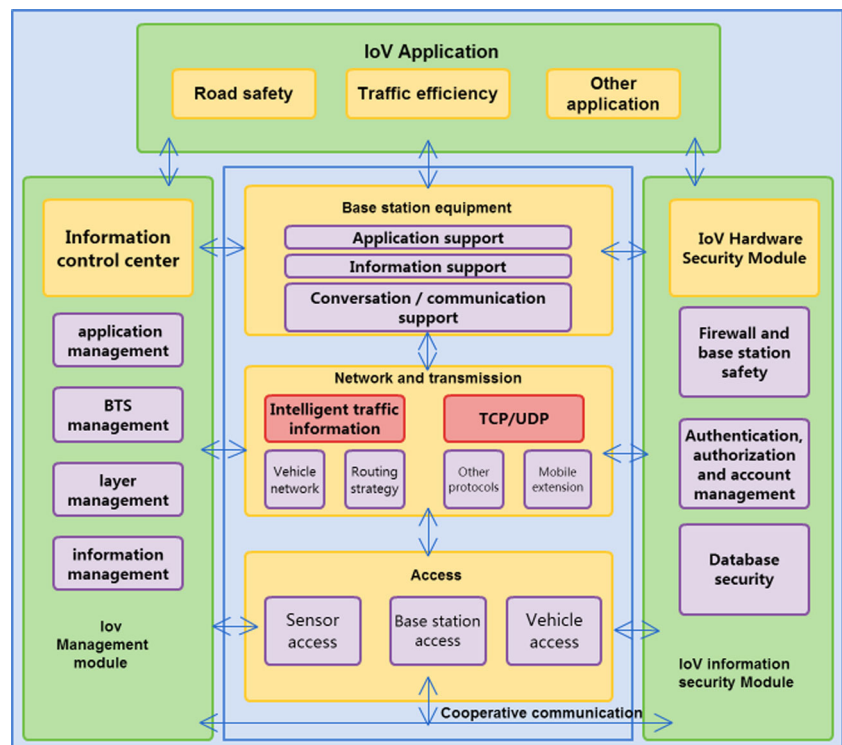 IoV Application
Road safety
Traffic efficiency
Other
application
Information
control center
application
management
BTS
management
layer
management
information
management
Iov
Management
module
Base station equipment
Application support
Information support
Conversation / communication
support
Network and transmission
Intelligent traffic
information
TCP/UDP
Vehicle
network
Routing
strategy
Other
protocols
Mobile
extension
Access
Sensor
access
Base station
access
Vehicle
access
Cooperative communication
IoV Hardware
Security Module
Firewall and
base station
safety
Authentication,
authorization
and account
management
Database
security
IoV information
security Module